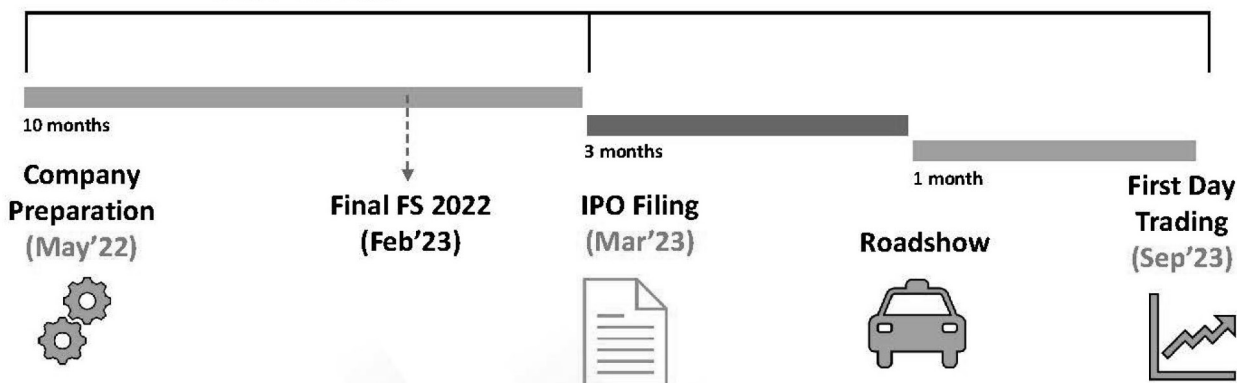 10 months
3 months
1 month
Company
Preparation
(May'22)
Final FS 2022
(Feb'23)
IPO Filing
(Mar'23)
Roadshow
First Day
Trading
(Sep'23)